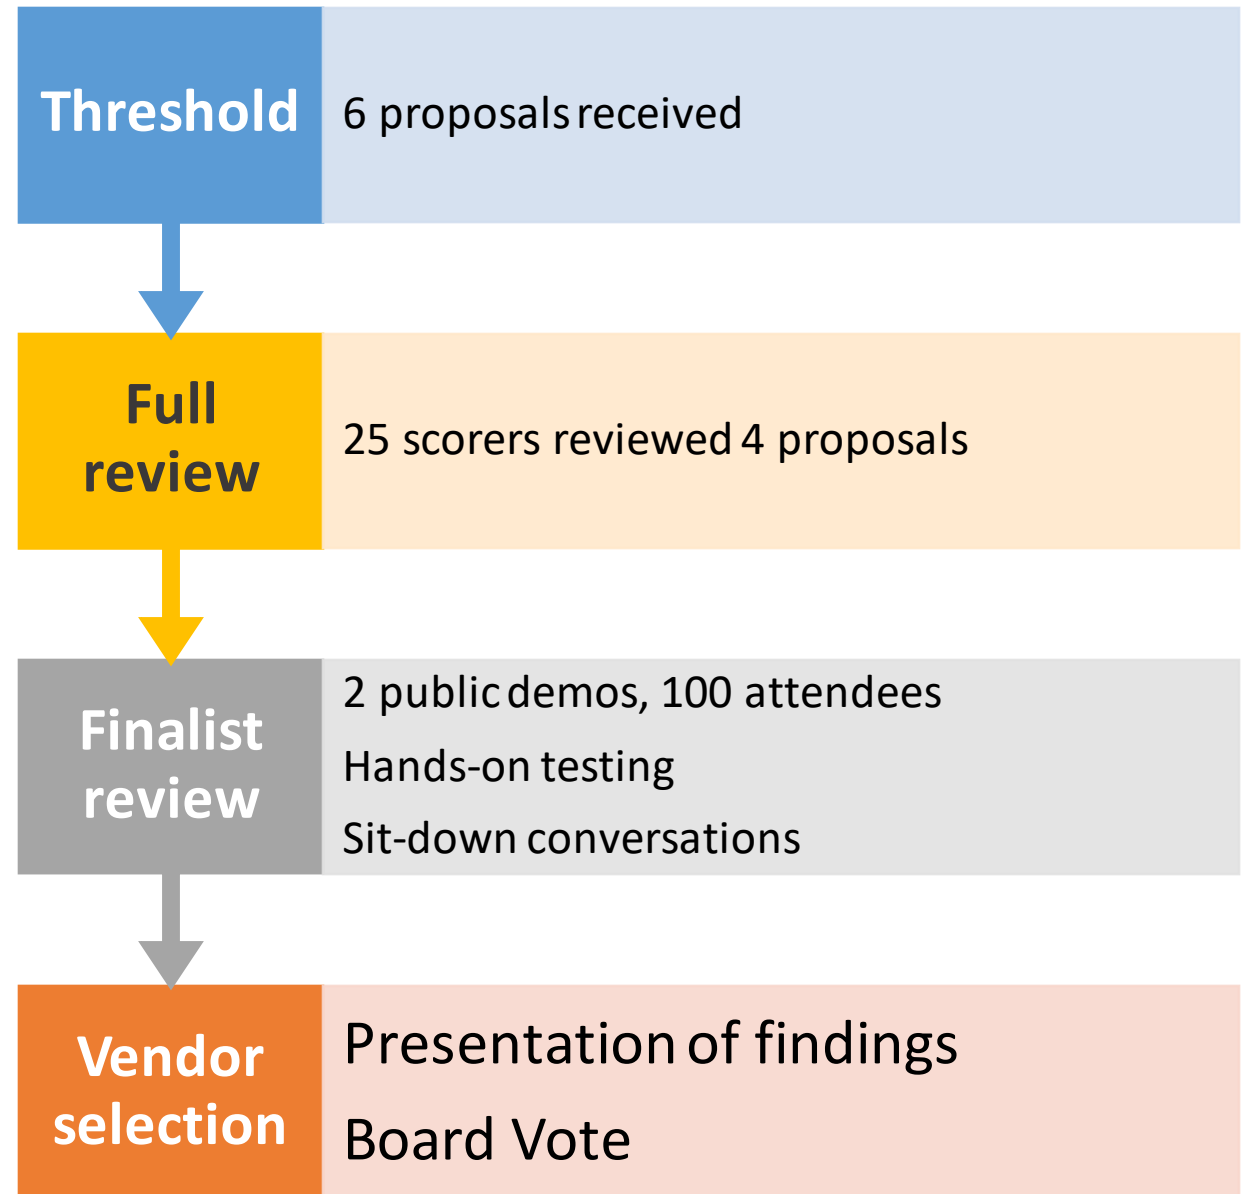 Threshold
6 proposals received
Full
review
25 scorers reviewed 4 proposals
Finalist
review
2 public demos, 100 attendees
Hands-on testing
Sit-down conversations
Vendor
selection
Presentation of findings
Board Vote